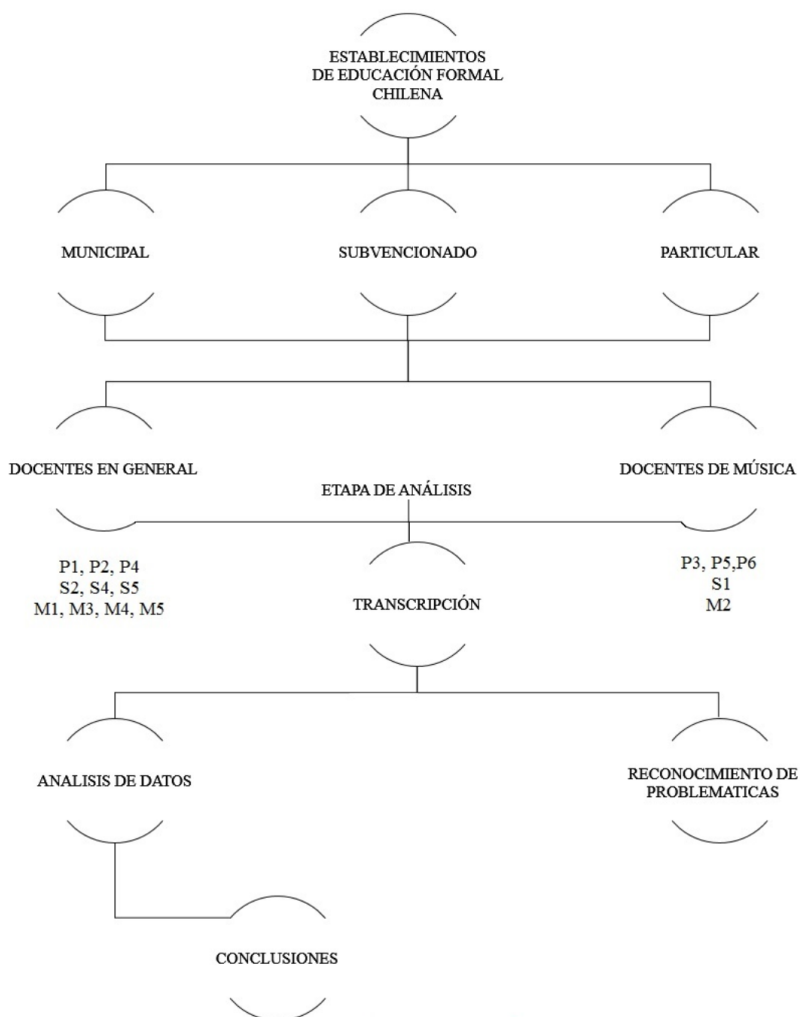 ESTABLECIMIENTOS
DE EDUCACIÓN FORMAL
CHILENA
MUNICIPAL
SUBVENCIONADO
PARTICULAR
DOCENTES EN GENERAL
DOCENTES DE MÚSICA
ETAPA DE ANÁLISIS
P1, P2, P4
S2, S4, S5
M1, M3, M4, M5
P3, P5,P6
S1
M2
TRANSCRIPCIÓN
ANALISIS DE DATOS
RECONOCIMIENTO DE
PROBLEMATICAS
CONCLUSIONES